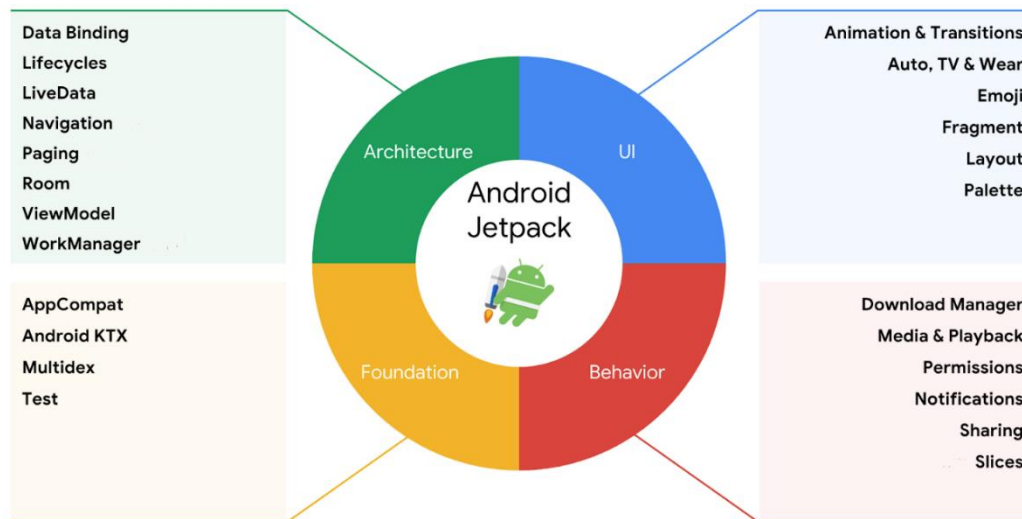 Data Binding
Lifecycles
LiveData
Navigation
Paging
Room
ViewModel
WorkManager
Animation & Transitions
Auto, TV & Wear
Emoji
Fragment
Layout
Palette
Architecture
UI
Android
Jetpack
Foundation
Behavior
AppCompat
Android KTX
Multidex
Test
Download Manager
Media & Playback
Permissions
Notifications
Sharing
Slices